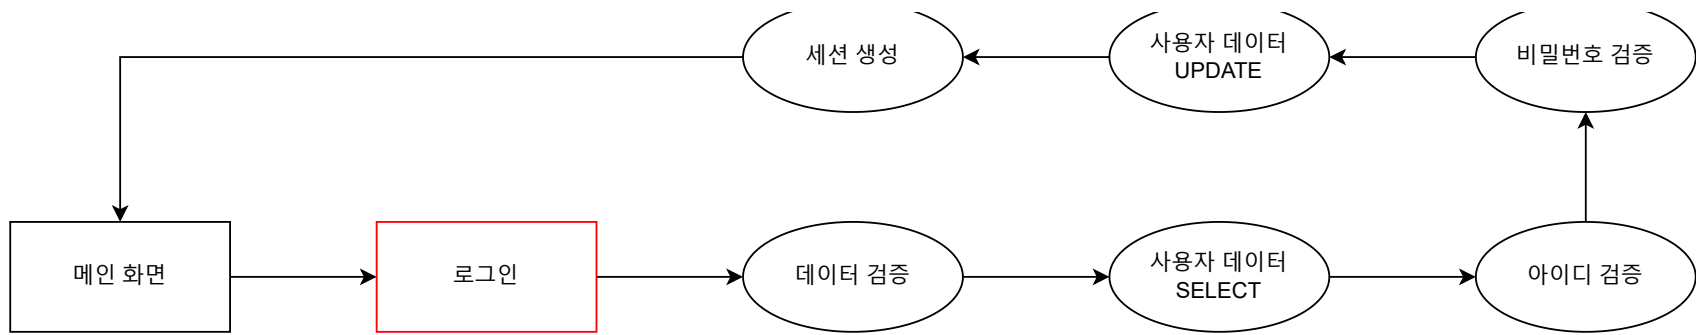 세션 생성
사용자 데이터
UPDATE
비밀번호 검증
메인 화면
로그인
데이터 검증
사용자 데이터
SELECT
아이디 검증